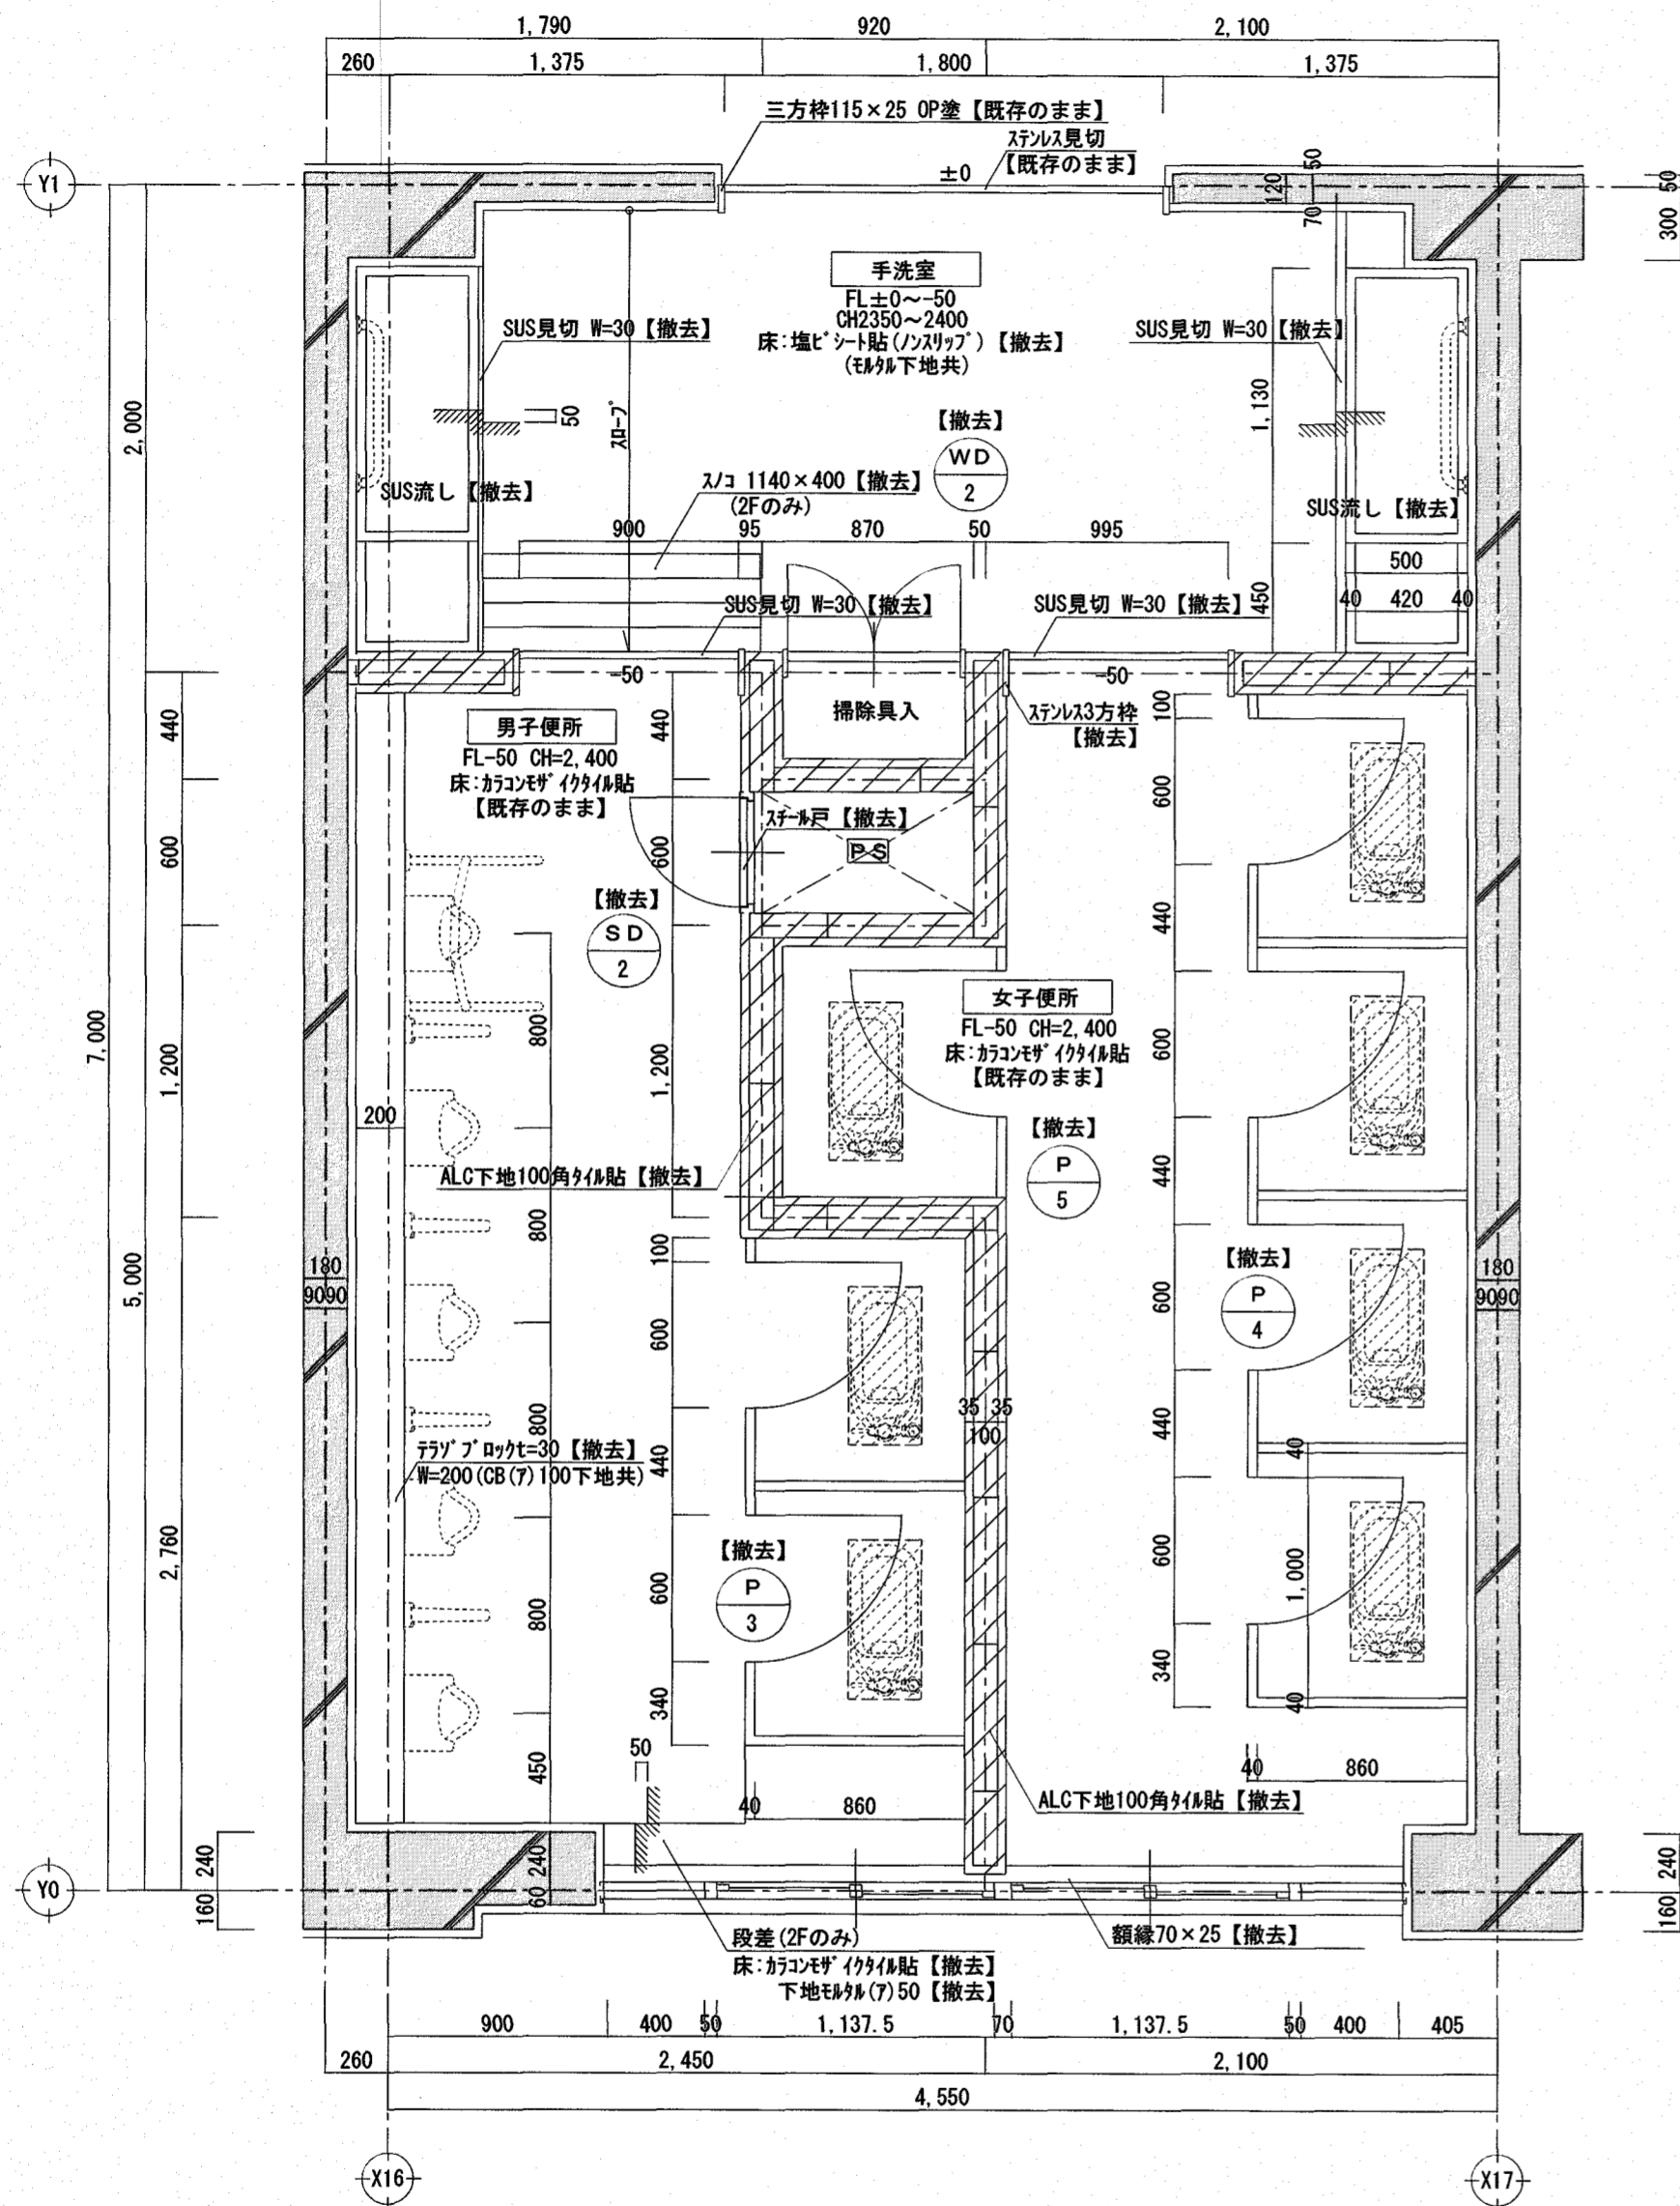 1,790
920
2,100
260
1,375
1,800
1,375
三方枠115×25 OP塗【既存のまま】
ステンレス見切
【既存のまま】
±0
Y1
120
50
70
50
300
手洗室
FL±0～-50
CH2350～2400
床:塩ビシート貼(ノンスリップ)【撤去】
(モルタル下地共)
SUS見切 W=30【撤去】
SUS見切 W=30【撤去】
2,000
50
スロープ
1,130
【撤去】
WD
2
SUS流し【撤去】
スノコ 1140×400【撤去】
(2Fのみ)
SUS流し【撤去】
900
95
870
50
995
500
450
40
420
40
SUS見切 W=30【撤去】
SUS見切 W=30【撤去】
-50
-50
掃除具入
ステンレス3方枠
【撤去】
100
440
440
男子便所
FL-50 CH=2,400
床:カラコンモザイクタイル貼
【既存のまま】
600
600
600
スチール戸【撤去】
PS
【撤去】
SD
2
440
7,000
女子便所
FL-50 CH=2,400
床:カラコンモザイクタイル貼
【既存のまま】
800
600
1,200
1,200
200
【撤去】
P
5
440
ALC下地100角タイル貼【撤去】
800
100
5,000
180
9090
【撤去】
P
4
600
180
9090
600
35
35
100
440
800
440
40
テラゾブロックt=30【撤去】
W=200(CB(ア)100下地共)
2,760
【撤去】
P
3
600
800
600
1,000
340
340
40
50
450
40
860
40
860
ALC下地100角タイル貼【撤去】
240
160
Y0
240
60
240
160
段差(2Fのみ)
床:カラコンモザイクタイル貼【撤去】
下地モルタル(ア)50【撤去】
額縁70×25【撤去】
900
400
50
1,137.5
70
1,137.5
50
400
405
260
2,450
2,100
4,550
X16
X17